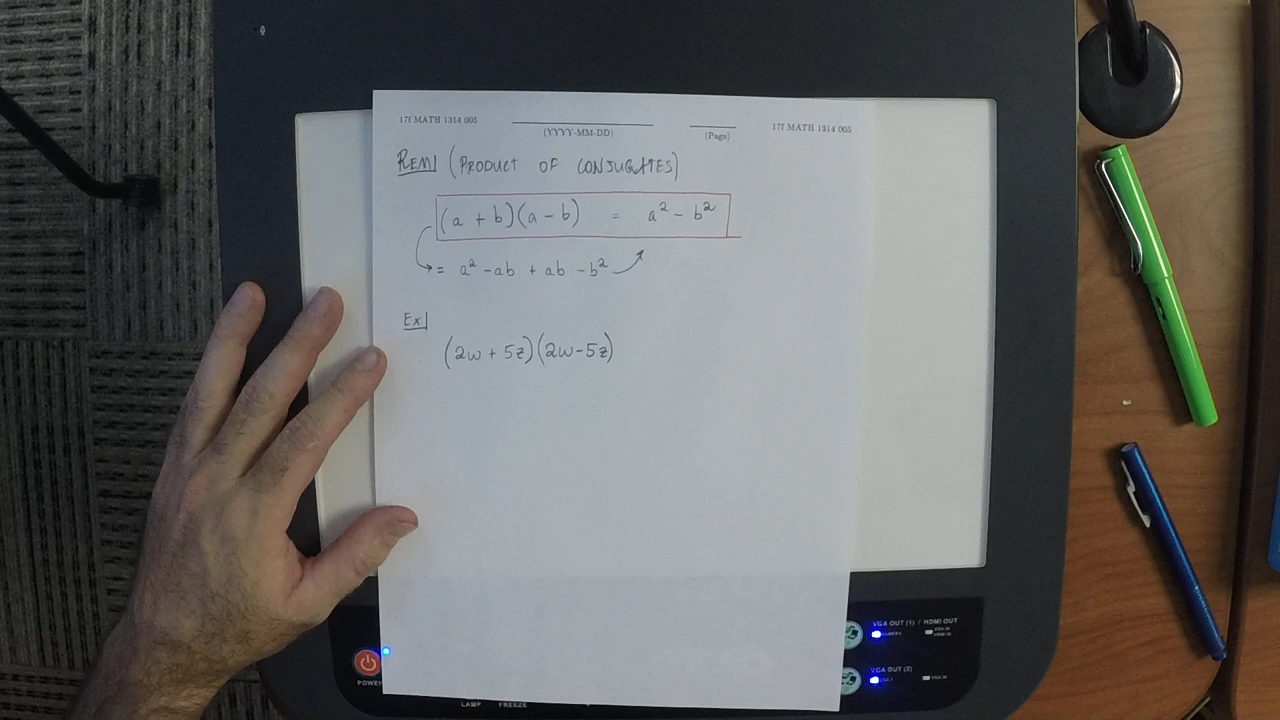 17f MATH 1314 005
(YYYY-MM-DD)
(Page)
17f MATH 1314 005
REM (PRODUCT OF CONJUGATES)
(a + b)(a - b) = a² - b²
= a² - ab + ab - b²
Ex
(2w + 5z)(2w - 5z)
VGA OUT (1) / HDMI OUT
VGA OUT (2)
POWER
LAMP FREEZE